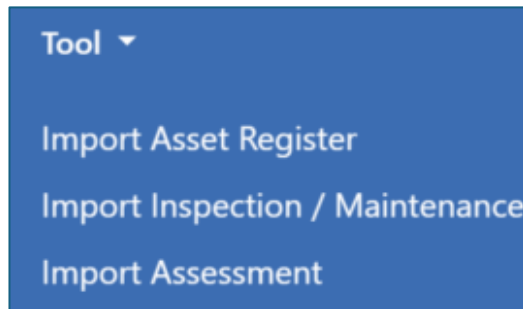 Tool
Import Asset Register
Import Inspection / Maintenance
Import Assessment